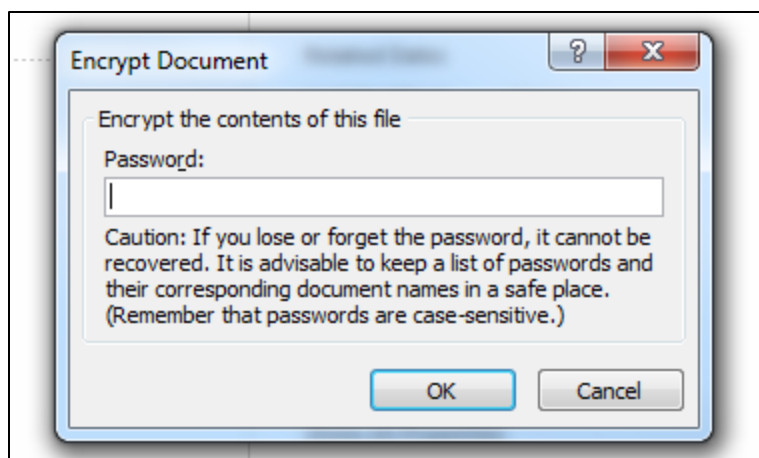 Encrypt Document
Encrypt the contents of this file
Password:
Caution: If you lose or forget the password, it cannot be
recovered. It is advisable to keep a list of passwords and
their corresponding document names in a safe place.
(Remember that passwords are case-sensitive.)
OK Cancel